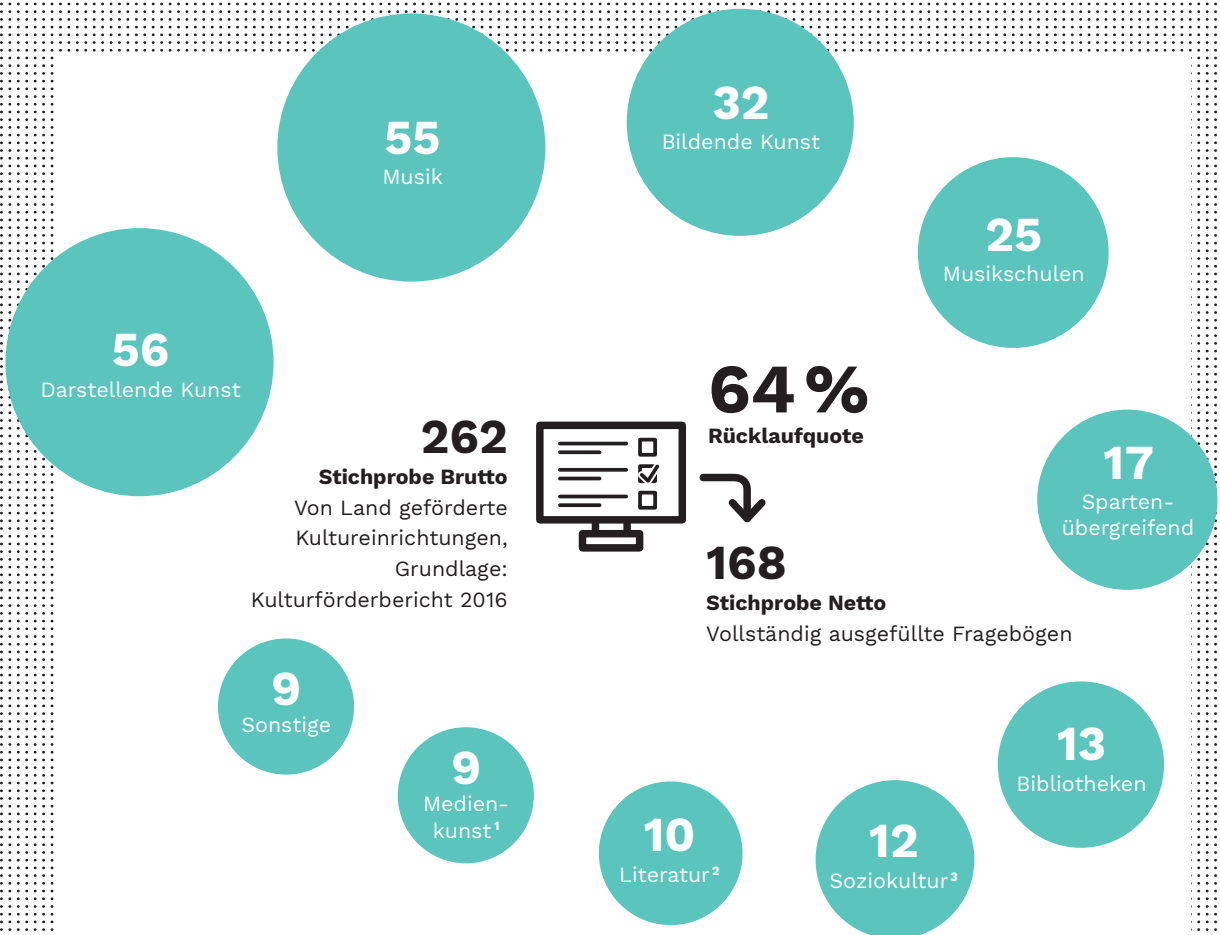 55
Musik
32
Bildende Kunst
25
Musikschulen
56
Darstellende Kunst
64 %
Rücklaufquote
262
Stichprobe Brutto
Von Land geförderte
Kultureinrichtungen,
Grundlage:
Kulturförderbericht 2016
17
Sparten-
übergreifend
168
Stichprobe Netto
Vollständig ausgefüllte Fragebögen
9
Sonstige
9
Medien-
kunst¹
10
Literatur²
12
Soziokultur³
13
Bibliotheken